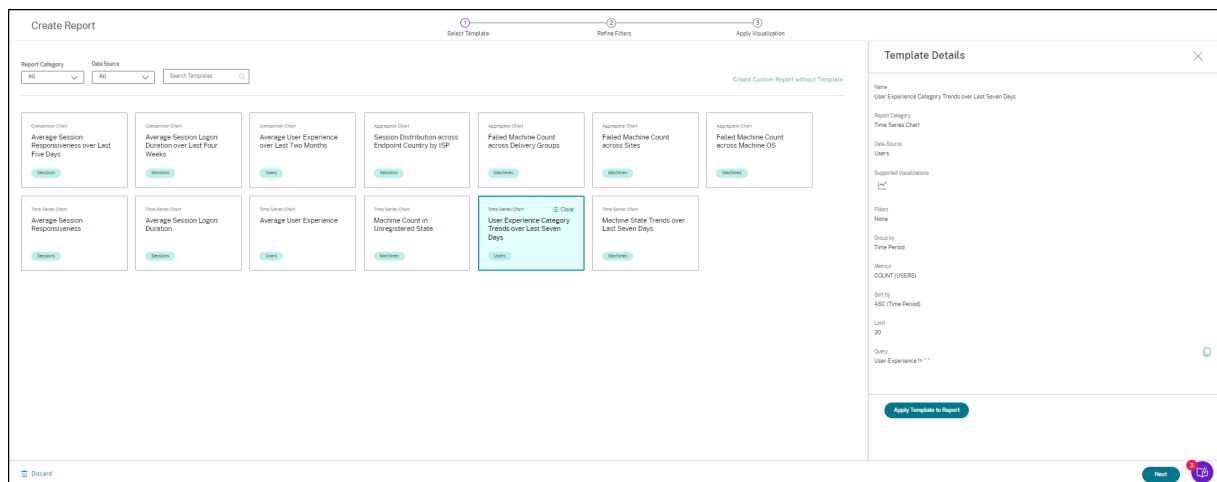 Create Report
1
Select Template
2
Refine Filters
3
Apply Visualization
Report Category
All
Data Source
All
Search Templates
Create Custom Report without Template
Comparison Chart
Average Session
Responsiveness over Last
Five Days
Sessions
Comparison Chart
Average Session Logon
Duration over Last Four
Weeks
Sessions
Comparison Chart
Average User Experience
over Last Two Months
Users
Aggregator Chart
Session Distribution across
Endpoint Country by ISP
Sessions
Aggregator Chart
Failed Machine Count
across Delivery Groups
Machines
Aggregator Chart
Failed Machine Count
across Sites
Machines
Aggregator Chart
Failed Machine Count
across Machine OS
Machines
Time Series Chart
Average Session
Responsiveness
Sessions
Time Series Chart
Average Session Logon
Duration
Sessions
Time Series Chart
Average User Experience
Users
Time Series Chart
Machine Count in
Unregistered State
Machines
Time Series Chart
Clear
User Experience Category
Trends over Last Seven
Days
Users
Time Series Chart
Machine State Trends over
Last Seven Days
Machines
Template Details
Name
User Experience Category Trends over Last Seven Days
Report Category
Time Series Chart
Data-Source
Users
Supported Visualizations
Filters
None
Group by
Time Period
Metrics
COUNT (USERS)
Sort by
ASC (Time Period)
Limit
30
Query
User-Experience != " "
Apply Template to Report
Discard
Next
3